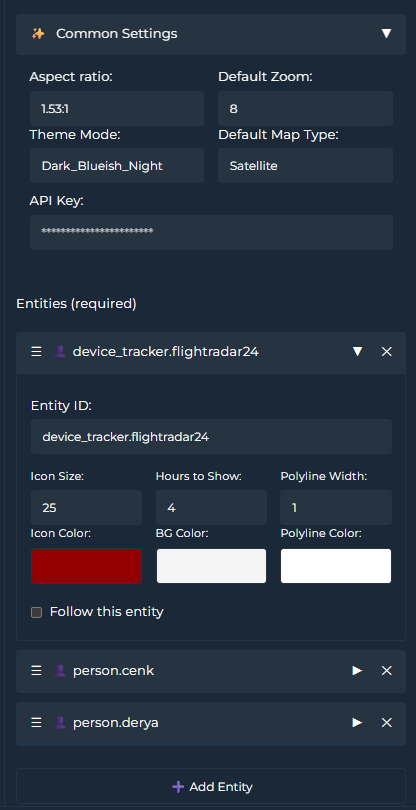 Common Settings
Aspect ratio: Default Zoom:
1.53:1 8
Theme Mode: Default Map Type:
Dark_Blueish_Night Satellite
API Key:
***********************
Entities (required)
device_tracker.flightradar24
Entity ID:
device_tracker.flightradar24
Icon Size: Hours to Show: Polyline Width:
25 4 1
Icon Color: BG Color: Polyline Color:
Follow this entity
person.cenk
person.derya
Add Entity